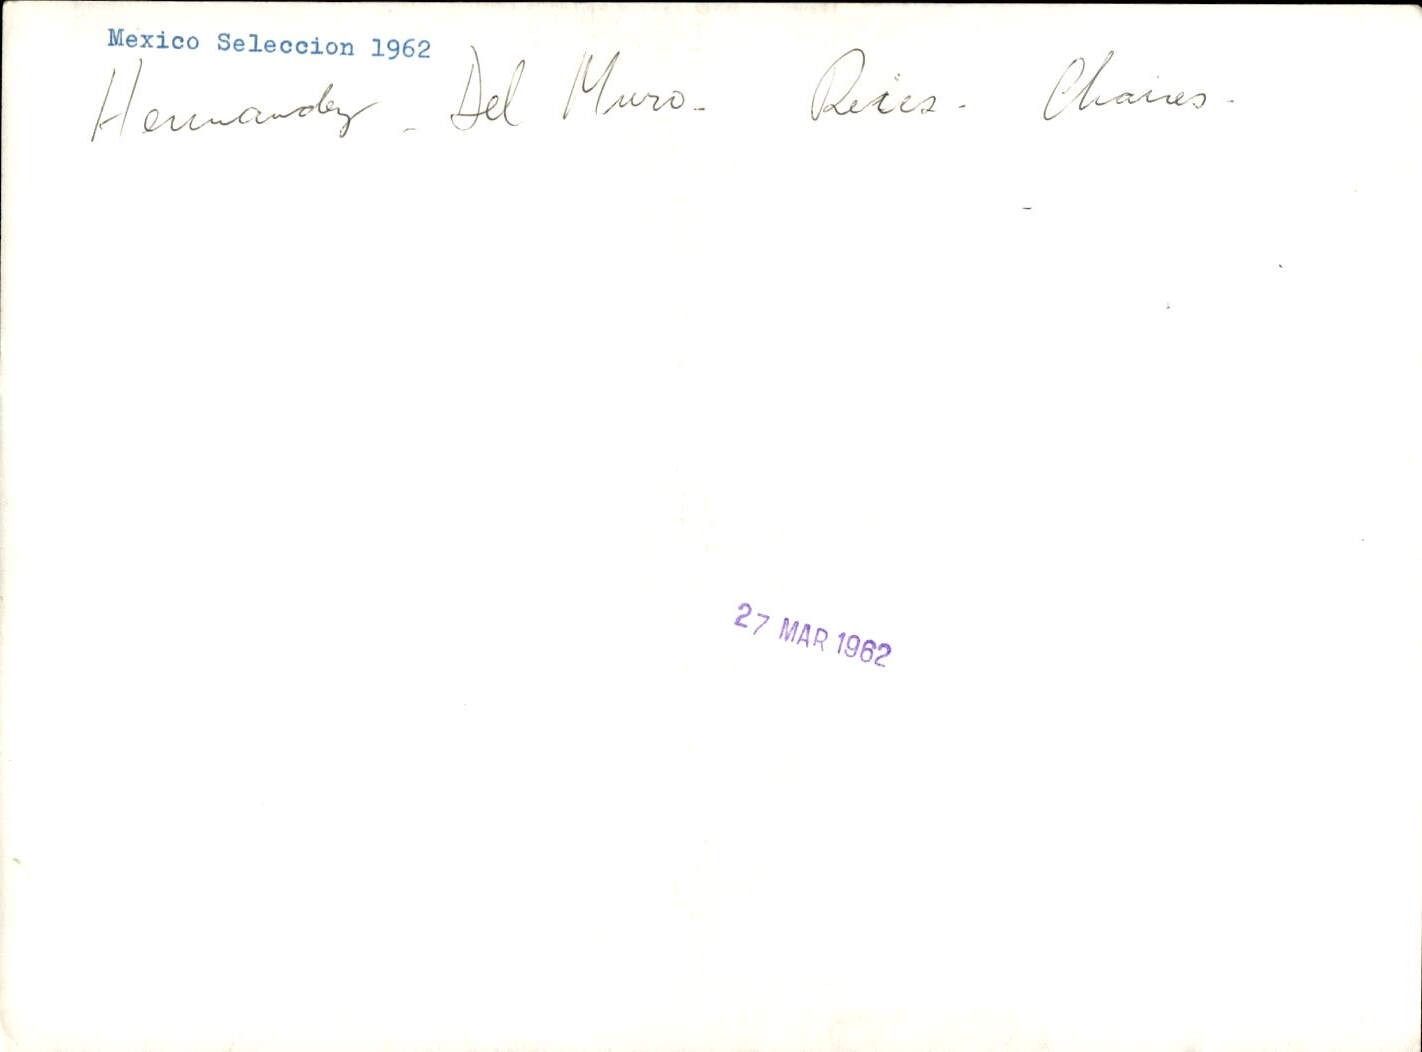 Mexico Seleccion 1962
Hernandez - Del Muro - Reies - Chaires -
27 MAR 1962